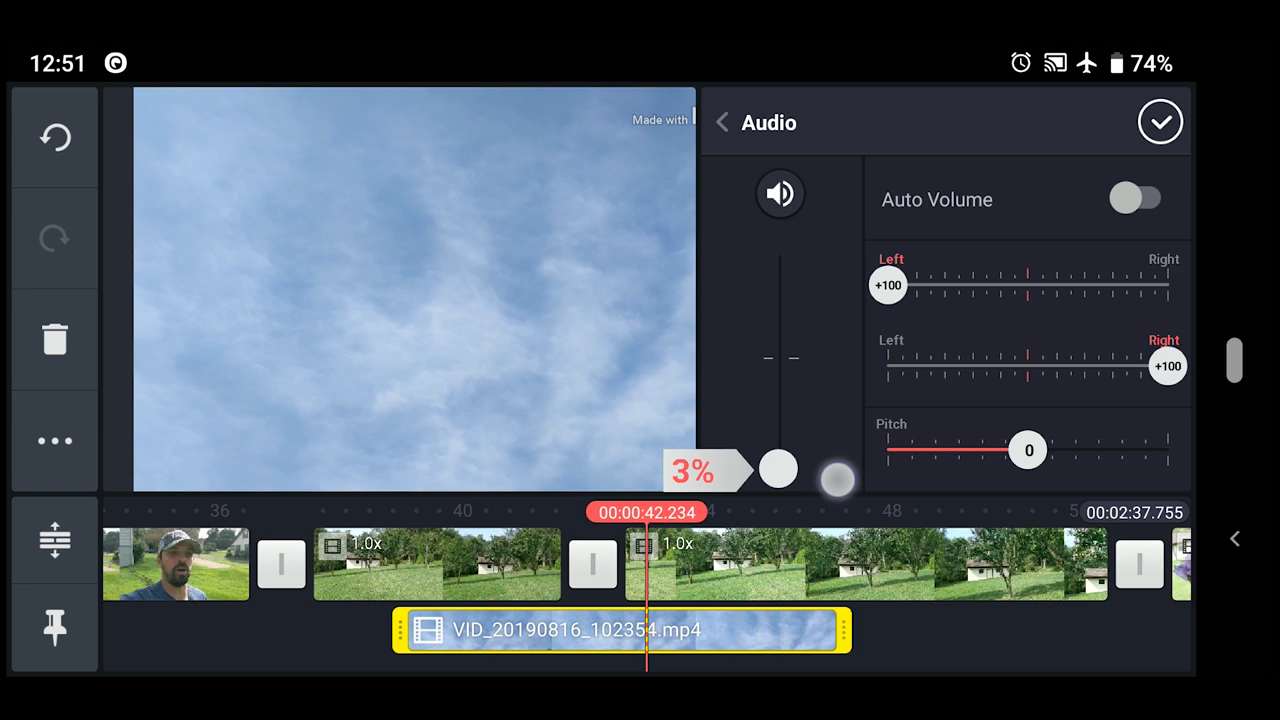 12:51
74%
Made with
Audio
Auto Volume
Left
Right
+100
Left
Right
+100
Pitch
0
3%
36
40
00:00:42.234
4
48
5
00:02:37.755
1.0x
1.0x
VID_20190816_102354.mp4